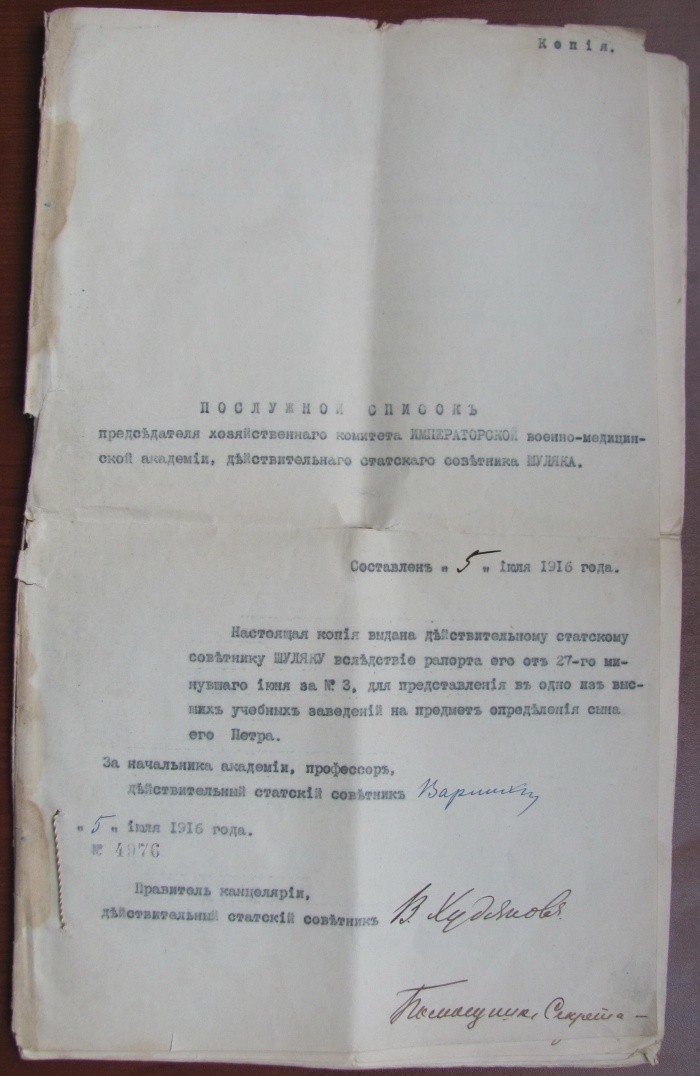 Копія.
ПОСЛУЖНОЙ СПИСОКЪ
предсѣдателя хозяйственнаго комитета ИМПЕРАТОРСКОЙ военно-медицин-
ской академіи, дѣйствительнаго статскаго совѣтника ШУЛЯКА.
Составленъ „ 5 „ іюля 1916 года.
Настоящая копія выдана дѣйствительному статскому
совѣтнику ШУЛЯКУ вслѣдствіе рапорта его отъ 27-го ми-
нувшаго іюня за № 3, для представленія въ одно изъ выс-
шихъ учебныхъ заведеній на предметъ опредѣленія сына
его Петра.
За начальника академіи, профессоръ,
дѣйствительный статскій совѣтникъ Варлихъ
„ 5 „ іюля 1916 года.
№ 4976
Правитель канцеляріи,
дѣйствительный статскій совѣтникъ В. Худяковъ.
Помощник Секрета-